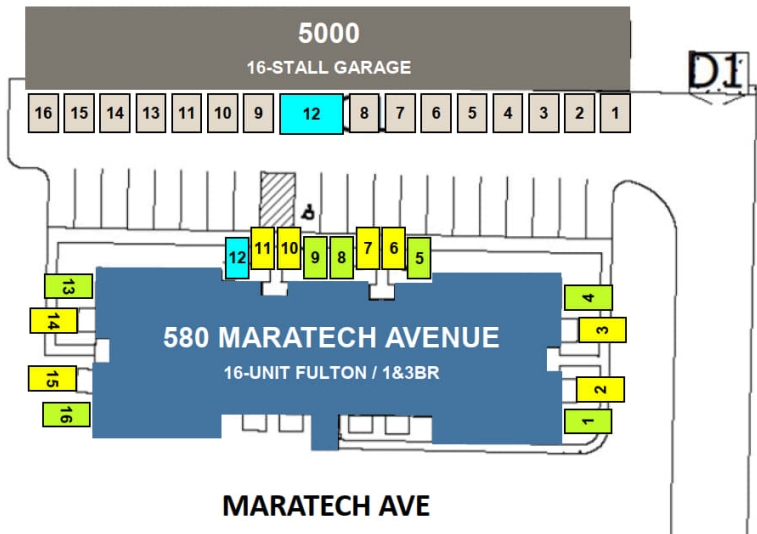 5000
16-STALL GARAGE
D1
16 15 14 13 11 10 9 12 8 7 6 5 4 3 2 1
12 11 10 9 8 7 6 5
13
4
14
3
580 MARATECH AVENUE
16-UNIT FULTON / 1&3BR
15
2
16
1
MARATECH AVE